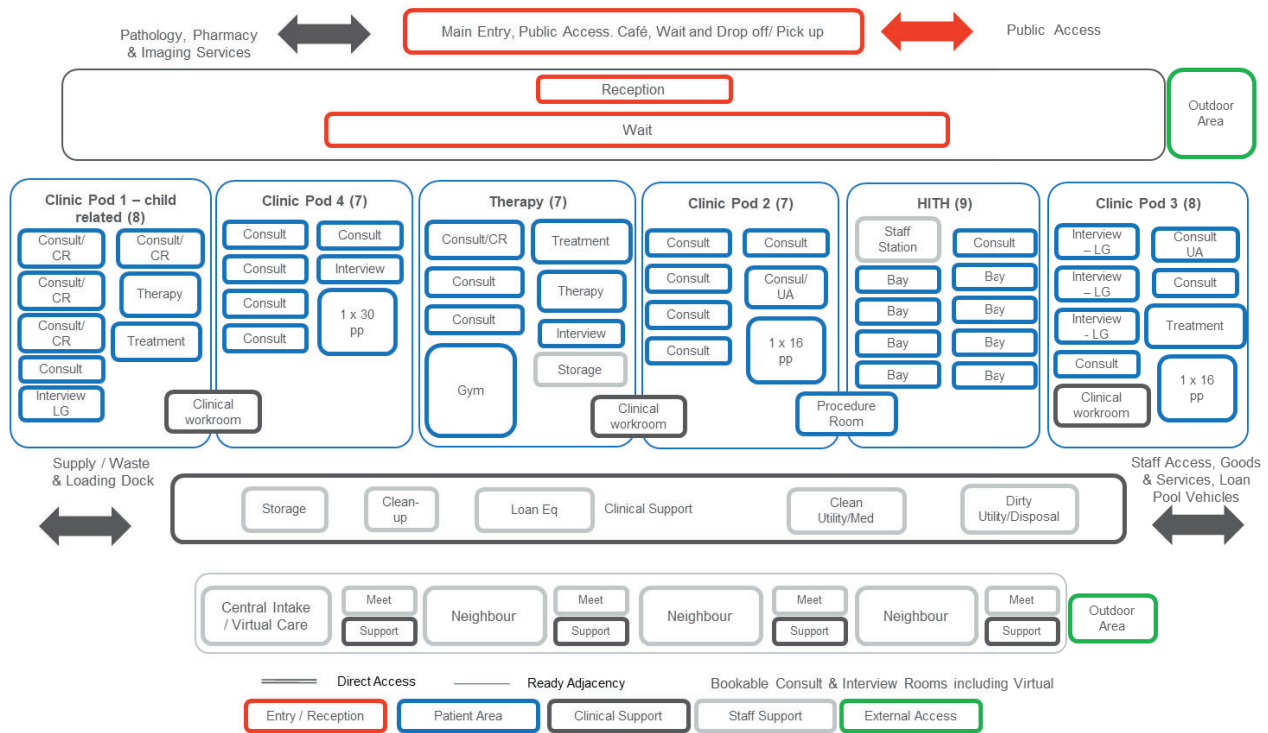 Pathology, Pharmacy
& Imaging Services
Main Entry, Public Access. Café, Wait and Drop off/ Pick up
Public Access
Reception
Wait
Outdoor
Area
Clinic Pod 1 – child
related (8)
Consult/
CR
Consult/
CR
Consult/
CR
Therapy
Consult/
CR
Treatment
Consult
Interview
LG
Clinical
workroom
Clinic Pod 4 (7)
Consult
Consult
Consult
Interview
Consult
1 x 30
pp
Consult
Therapy (7)
Consult/CR
Treatment
Consult
Therapy
Consult
Interview
Storage
Gym
Clinical
workroom
Clinic Pod 2 (7)
Consult
Consult
Consult
Consul/
UA
Consult
1 x 16
pp
Consult
Procedure
Room
HITH (9)
Staff
Station
Consult
Bay
Bay
Bay
Bay
Bay
Bay
Bay
Bay
Clinic Pod 3 (8)
Interview
– LG
Consult
UA
Interview
– LG
Consult
Interview
- LG
Treatment
Consult
1 x 16
pp
Clinical
workroom
Supply / Waste
& Loading Dock
Storage
Clean-
up
Loan Eq
Clinical Support
Clean
Utility/Med
Dirty
Utility/Disposal
Staff Access, Goods
& Services, Loan
Pool Vehicles
Central Intake
/ Virtual Care
Meet
Support
Neighbour
Meet
Support
Neighbour
Meet
Support
Neighbour
Meet
Support
Outdoor
Area
Direct Access
Ready Adjacency
Bookable Consult & Interview Rooms including Virtual
Entry / Reception
Patient Area
Clinical Support
Staff Support
External Access